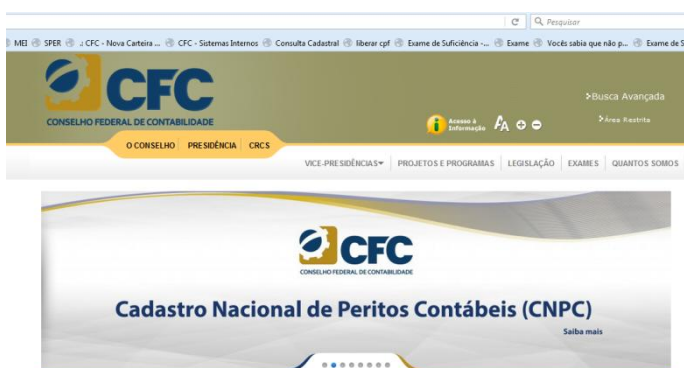 Pesquisar
MEI SPER .: CFC - Nova Carteira ... CFC - Sistemas Internos Consulta Cadastral liberar cpf Exame de Suficiência -... Exame Vocês sabia que não p... Exame de S
CFC
CONSELHO FEDERAL DE CONTABILIDADE
Busca Avançada
Acesso à
Informação
A A
Área Restrita
O CONSELHO PRESIDÊNCIA CRCS
VICE-PRESIDÊNCIAS PROJETOS E PROGRAMAS LEGISLAÇÃO EXAMES QUANTOS SOMOS
CFC
CONSELHO FEDERAL DE CONTABILIDADE
Cadastro Nacional de Peritos Contábeis (CNPC)
Saiba mais